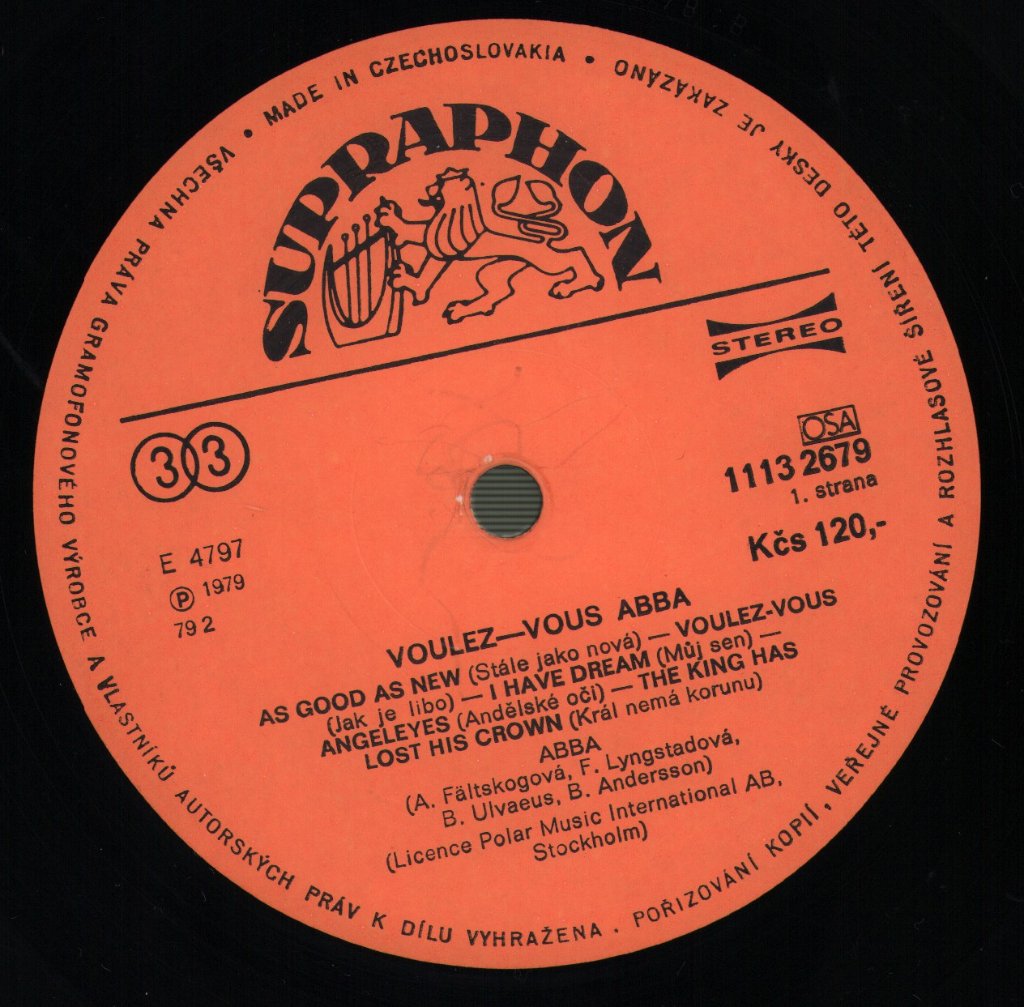 MADE IN CZECHOSLOVAKIA • VŠECHNA PRÁVA GRAMOFONOVÉHO VÝROBCE A VLASTNÍKŮ AUTORSKÝCH PRÁV K DÍLU VYHRAŽENA. POŘIZOVÁNÍ KOPIÍ, VEŘEJNÉ PROVOZOVÁNÍ A ROZHLASOVÉ ŠÍŘENÍ TÉTO DESKY JE ZAKÁZÁNO •
SUPRAPHON
STEREO
33
OSA
1113 2679
1. strana
Kčs 120,-
E 4797
Ⓟ 1979
79 2
VOULEZ—VOUS ABBA
AS GOOD AS NEW (Stále jako nová) — VOULEZ-VOUS
(Jak je libo) — I HAVE DREAM (Můj sen) —
ANGELEYES (Andělské oči) — THE KING HAS
LOST HIS CROWN (Král nemá korunu)
ABBA
(A. Fältskogová, F. Lyngstadová,
B. Ulvaeus, B. Andersson)
(Licence Polar Music International AB,
Stockholm)